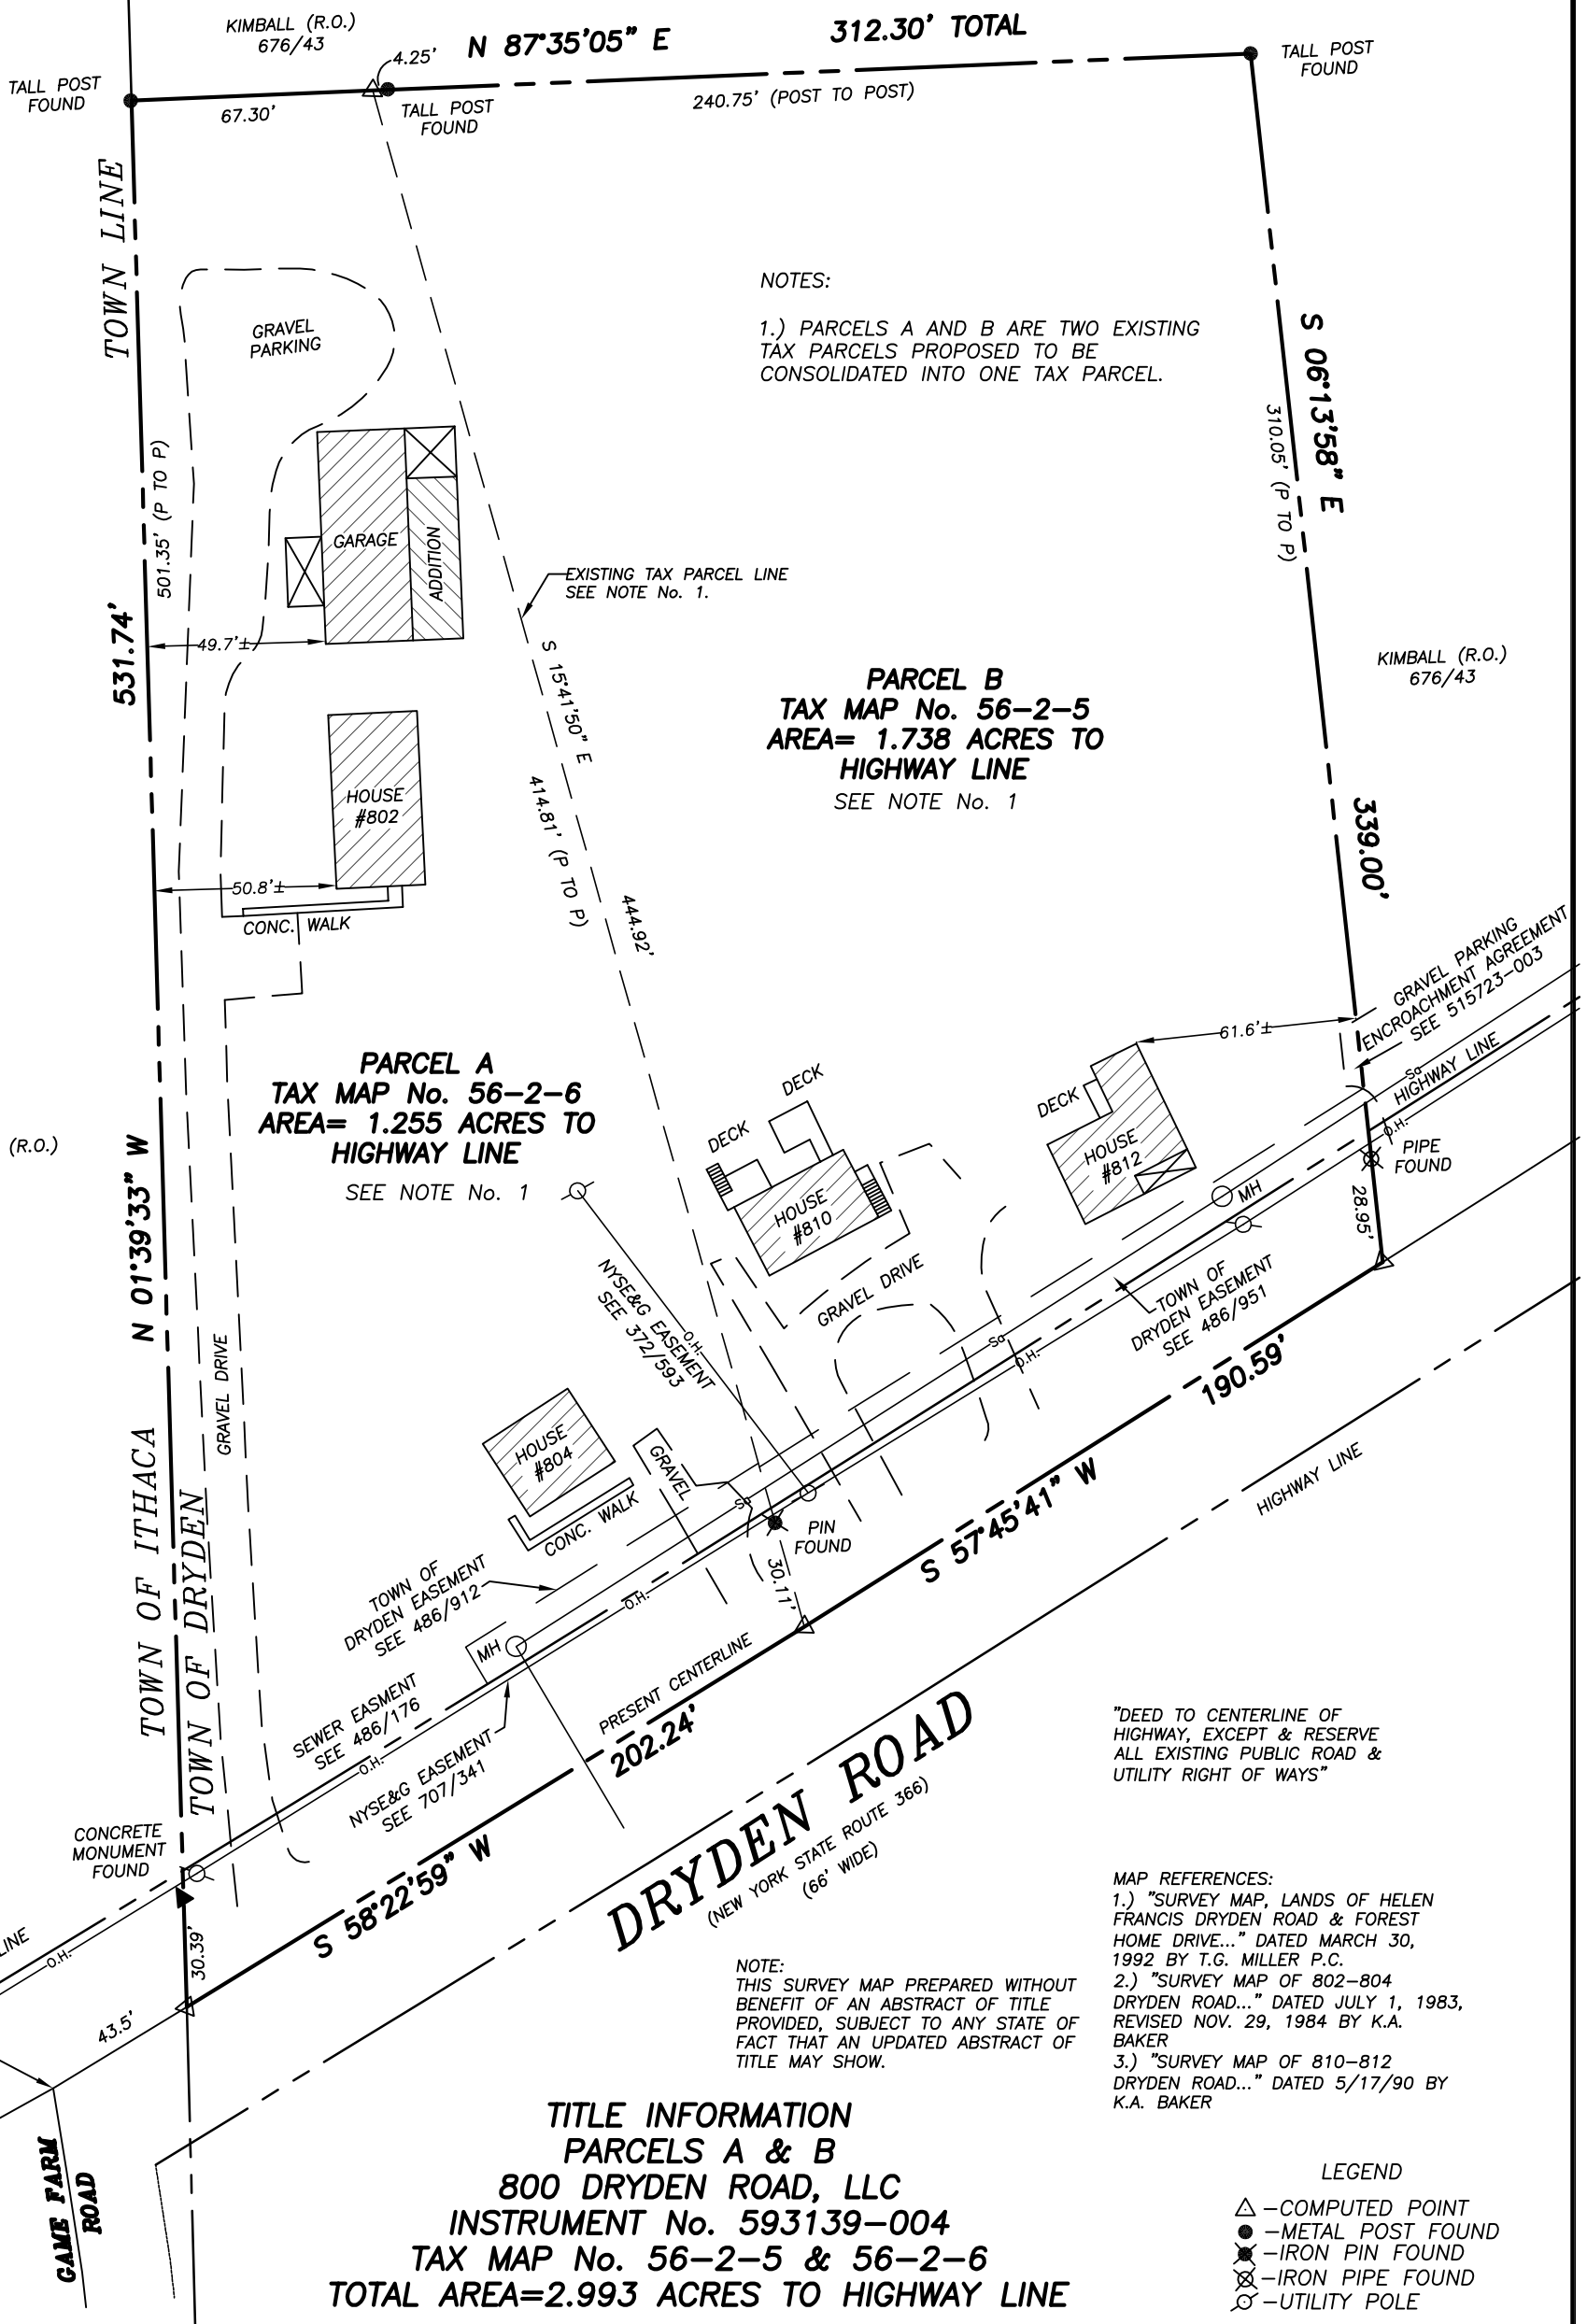 KIMBALL (R.O.)
676/43
N 87°35'05" E
312.30' TOTAL
4.25'
TALL POST
FOUND
67.30'
TALL POST
FOUND
240.75' (POST TO POST)
TALL POST
FOUND
TOWN LINE
GRAVEL
PARKING
NOTES:
1.) PARCELS A AND B ARE TWO EXISTING
TAX PARCELS PROPOSED TO BE
CONSOLIDATED INTO ONE TAX PARCEL.
S 06°13'58" E
310.05' (P TO P)
339.00'
501.35' (P TO P)
531.74'
GARAGE
ADDITION
49.7'±
EXISTING TAX PARCEL LINE
SEE NOTE No. 1.
S 15°41'50" E
414.81' (P TO P)
444.92'
KIMBALL (R.O.)
676/43
PARCEL B
TAX MAP No. 56-2-5
AREA= 1.738 ACRES TO
HIGHWAY LINE
SEE NOTE No. 1
HOUSE
#802
50.8'±
CONC. WALK
PARCEL A
TAX MAP No. 56-2-6
AREA= 1.255 ACRES TO
HIGHWAY LINE
SEE NOTE No. 1
(R.O.)
N 01°39'33" W
GRAVEL PARKING
ENCROACHMENT AGREEMENT
SEE 515723-003
61.6'±
Sa
HIGHWAY LINE
O.H.
PIPE
FOUND
28.95'
DECK
DECK
DECK
HOUSE
#812
HOUSE
#810
MH
GRAVEL DRIVE
TOWN OF
DRYDEN EASEMENT
SEE 486/951
NYSE&G EASEMENT
SEE 372/593
O.H.
Sa
O.H.
190.59'
S 57°45'41" W
HIGHWAY LINE
GRAVEL DRIVE
HOUSE
#804
GRAVEL
CONC. WALK
Sa
PIN
FOUND
30.11'
TOWN OF ITHACA
TOWN OF DRYDEN
TOWN OF
DRYDEN EASEMENT
SEE 486/912
O.H.
MH
SEWER EASMENT
SEE 486/176
O.H.
NYSE&G EASEMENT
SEE 707/341
PRESENT CENTERLINE
202.24'
S 58°22'59" W
DRYDEN ROAD
(NEW YORK STATE ROUTE 366)
(66' WIDE)
"DEED TO CENTERLINE OF
HIGHWAY, EXCEPT & RESERVE
ALL EXISTING PUBLIC ROAD &
UTILITY RIGHT OF WAYS"
CONCRETE
MONUMENT
FOUND
30.39'
LINE
O.H.
43.5'
MAP REFERENCES:
1.) "SURVEY MAP, LANDS OF HELEN
FRANCIS DRYDEN ROAD & FOREST
HOME DRIVE..." DATED MARCH 30,
1992 BY T.G. MILLER P.C.
2.) "SURVEY MAP OF 802-804
DRYDEN ROAD..." DATED JULY 1, 1983,
REVISED NOV. 29, 1984 BY K.A.
BAKER
3.) "SURVEY MAP OF 810-812
DRYDEN ROAD..." DATED 5/17/90 BY
K.A. BAKER
NOTE:
THIS SURVEY MAP PREPARED WITHOUT
BENEFIT OF AN ABSTRACT OF TITLE
PROVIDED, SUBJECT TO ANY STATE OF
FACT THAT AN UPDATED ABSTRACT OF
TITLE MAY SHOW.
GAME FARM
ROAD
TITLE INFORMATION
PARCELS A & B
800 DRYDEN ROAD, LLC
INSTRUMENT No. 593139-004
TAX MAP No. 56-2-5 & 56-2-6
TOTAL AREA=2.993 ACRES TO HIGHWAY LINE
LEGEND
-COMPUTED POINT
-METAL POST FOUND
-IRON PIN FOUND
-IRON PIPE FOUND
-UTILITY POLE